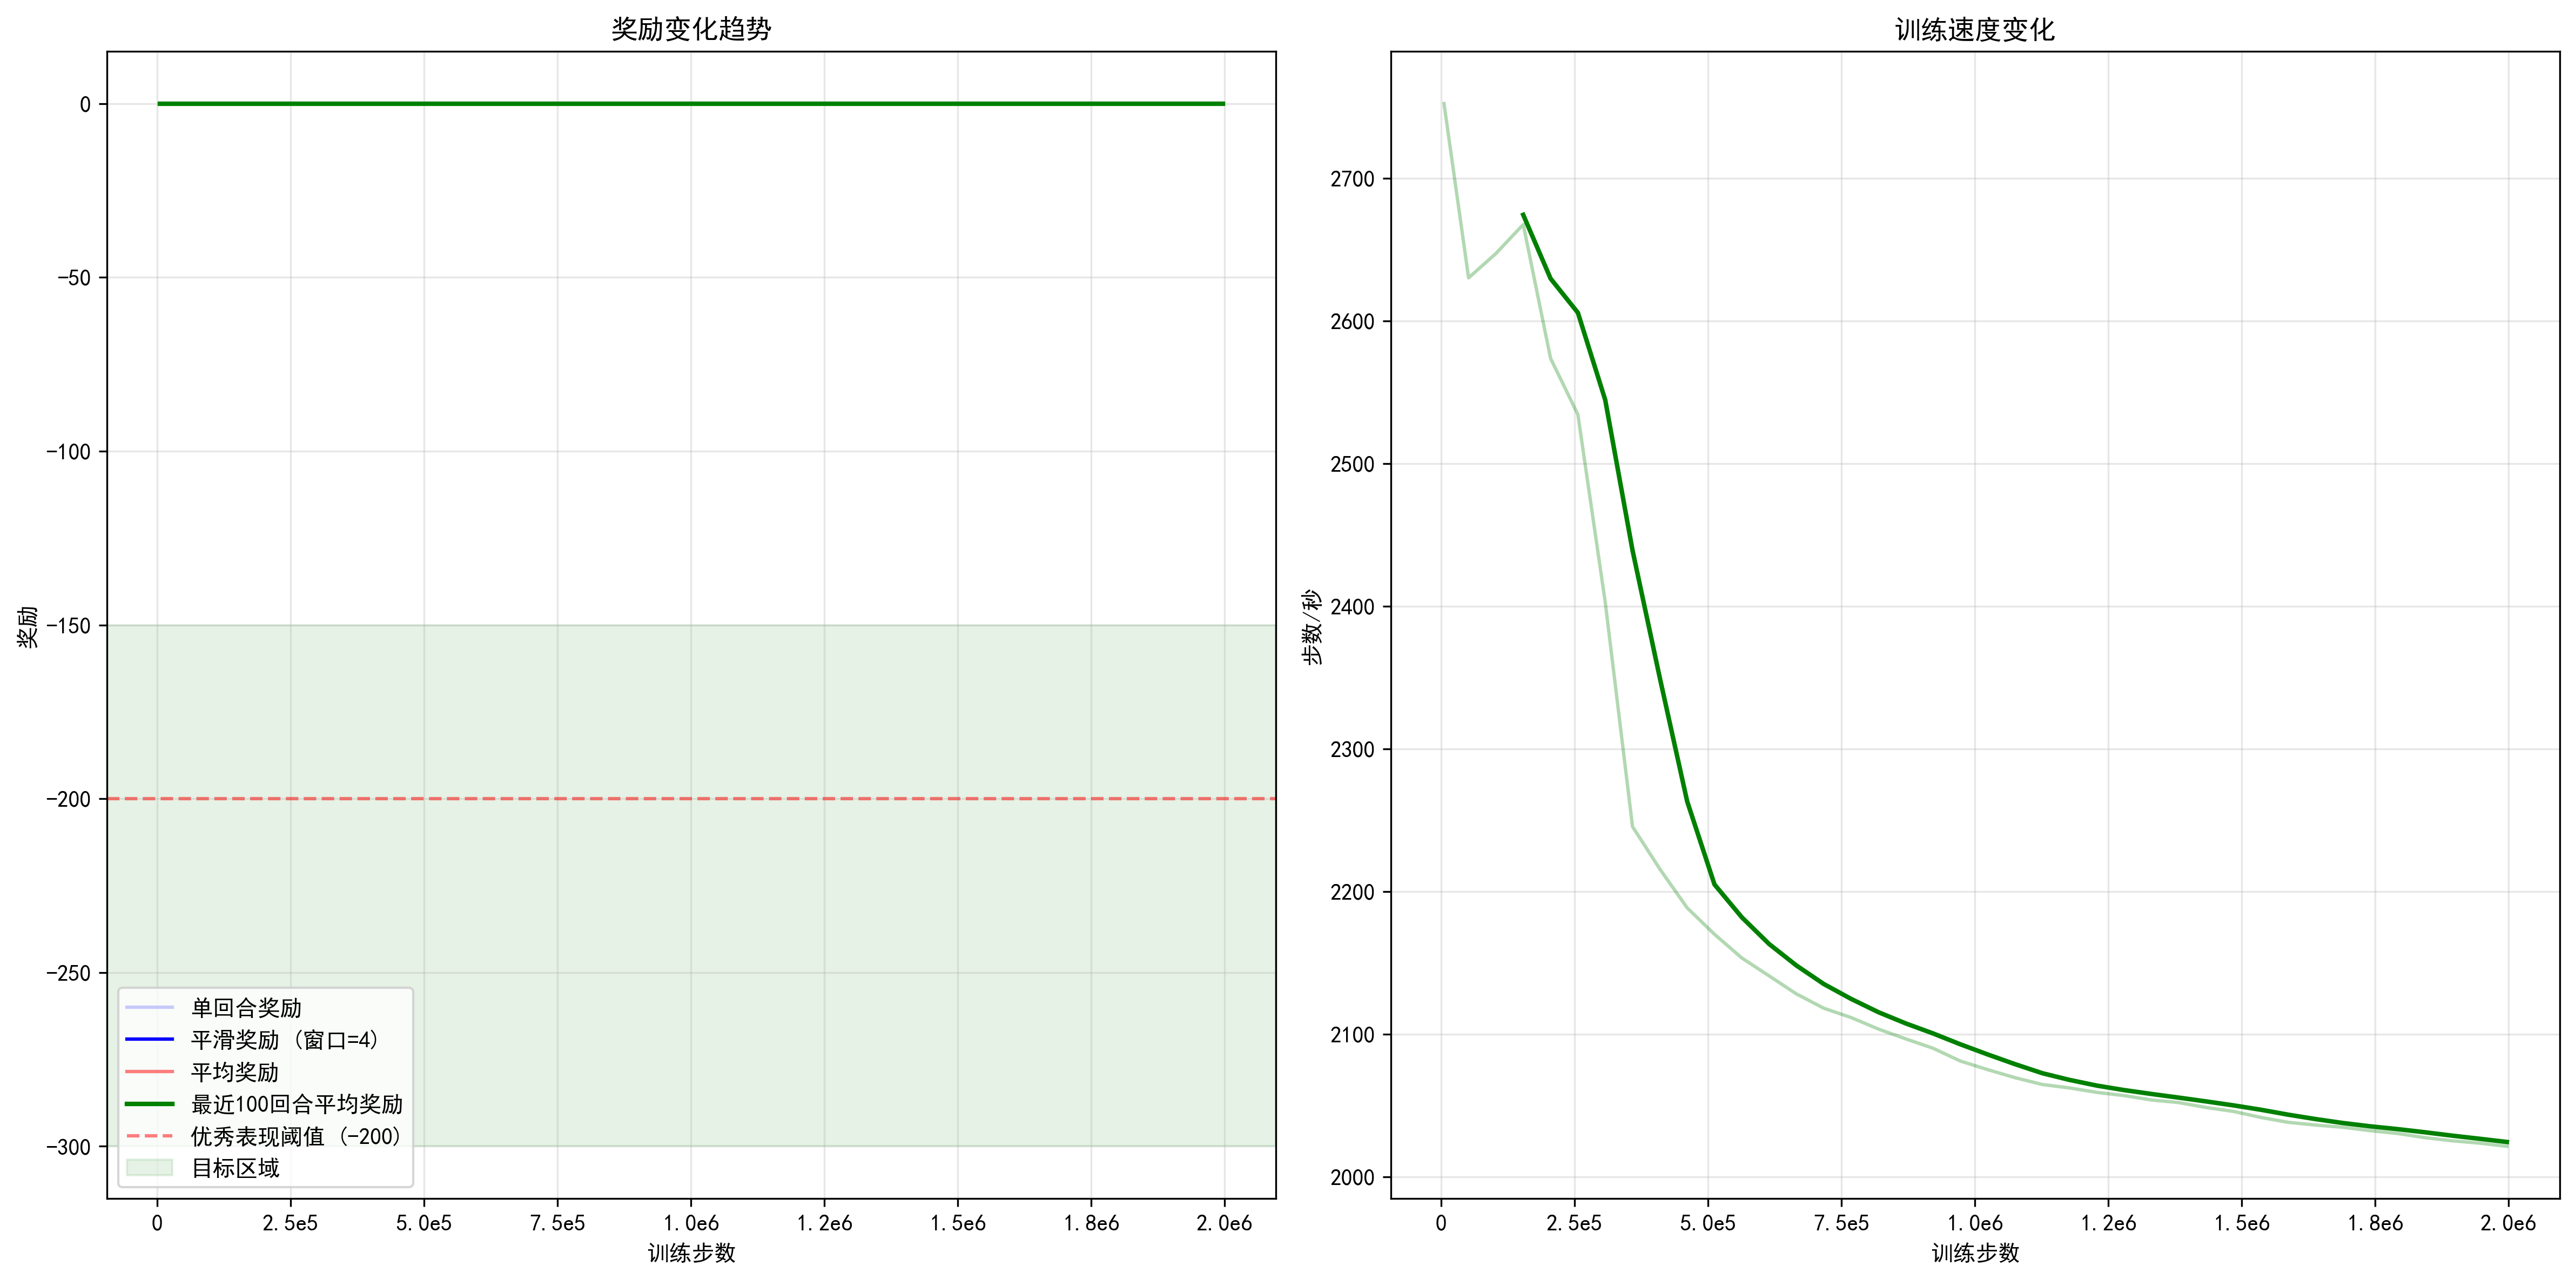 奖励变化趋势
0
-50
-100
-150
-200
-250
-300
奖励
单回合奖励
平滑奖励 (窗口=4)
平均奖励
最近100回合平均奖励
优秀表现阈值 (-200)
目标区域
0 2.5e5 5.0e5 7.5e5 1.0e6 1.2e6 1.5e6 1.8e6 2.0e6
训练步数
训练速度变化
2700
2600
2500
2400
2300
2200
2100
2000
步数/秒
0 2.5e5 5.0e5 7.5e5 1.0e6 1.2e6 1.5e6 1.8e6 2.0e6
训练步数